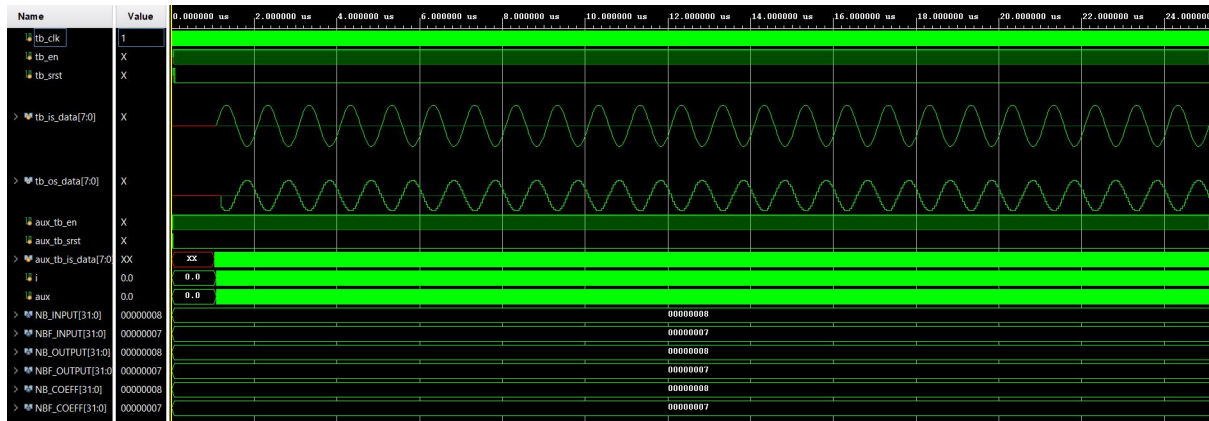 Name Value 0.000000 us 2.000000 us 4.000000 us 6.000000 us 8.000000 us 10.000000 us 12.000000 us 14.000000 us 16.000000 us 18.000000 us 20.000000 us 22.000000 us 24.000000
tb_clk 1
tb_en X
tb_srst X
tb_is_data[7:0] X
tb_os_data[7:0] X
aux_tb_en X
aux_tb_srst X
aux_tb_is_data[7:0 XX XX
i 0.0 0.0
aux 0.0 0.0
NB_INPUT[31:0] 00000008 00000008
NBF_INPUT[31:0] 00000007 00000007
NB_OUTPUT[31:0] 00000008 00000008
NBF_OUTPUT[31:0 00000007 00000007
NB_COEFF[31:0] 00000008 00000008
NBF_COEFF[31:0] 00000007 00000007